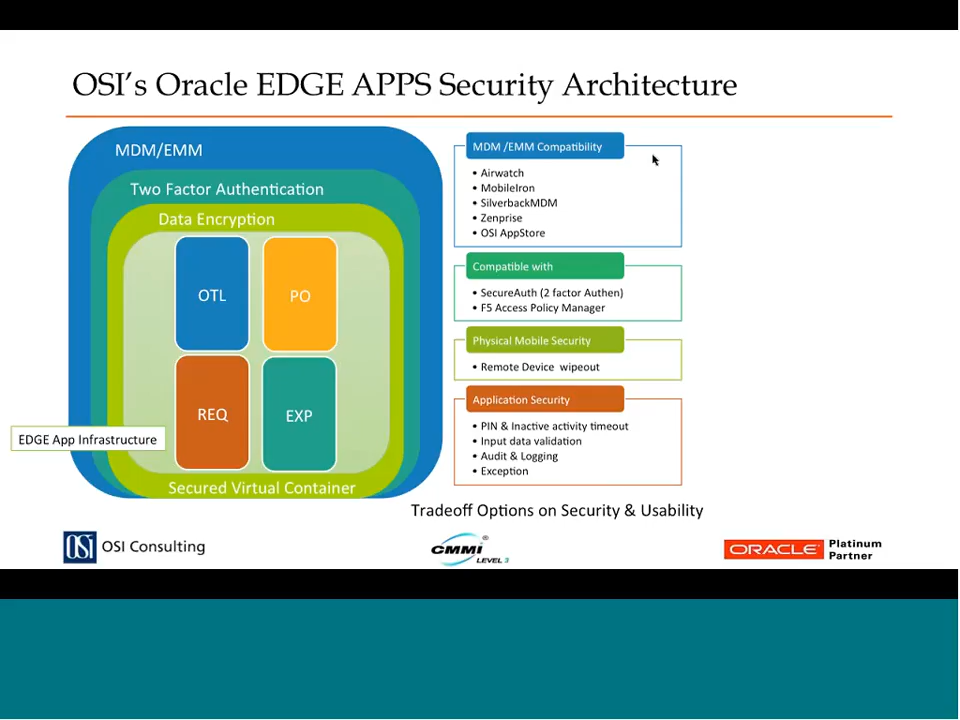 OSI's Oracle EDGE APPS Security Architecture
MDM/EMM
Two Factor Authentication
Data Encryption
OTL
PO
REQ
EXP
EDGE App Infrastructure
Secured Virtual Container
MDM /EMM Compatibility
• Airwatch
• MobileIron
• SilverbackMDM
• Zenprise
• OSI AppStore
Compatible with
• SecureAuth (2 factor Authen)
• F5 Access Policy Manager
Physical Mobile Security
• Remote Device wipeout
Application Security
• PIN & Inactive activity timeout
• Input data validation
• Audit & Logging
• Exception
Tradeoff Options on Security & Usability
OSI OSI Consulting
CMMI® LEVEL 3
ORACLE® Platinum
Partner